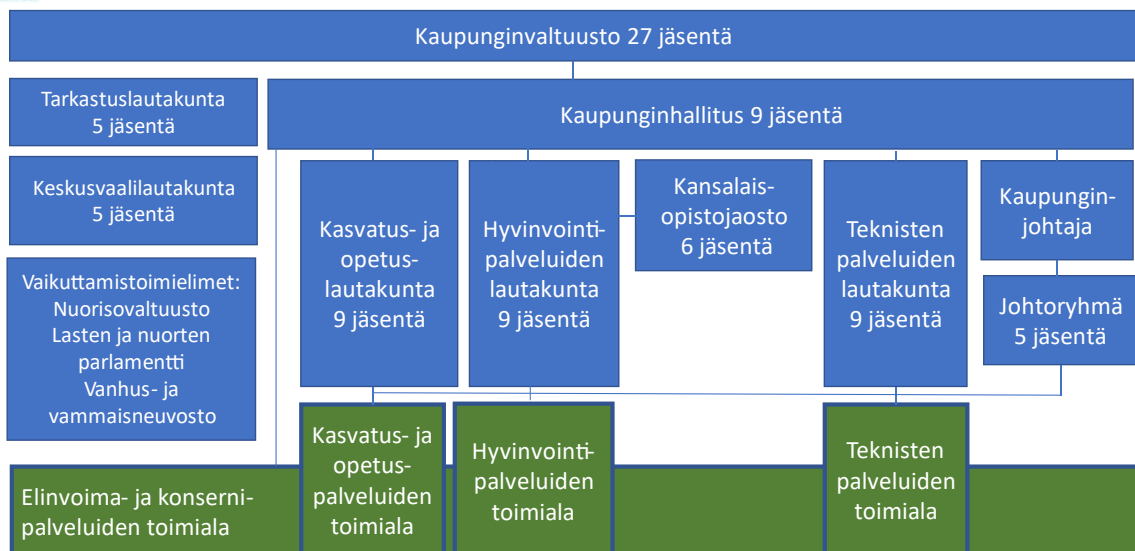 Kaupunginvaltuusto 27 jäsentä
Tarkastuslautakunta
5 jäsentä
Kaupunginhallitus 9 jäsentä
Keskusvaalilautakunta
5 jäsentä
Vaikuttamistoimielimet:
Nuorisovaltuusto
Lasten ja nuorten
parlamentti
Vanhus- ja
vammaisneuvosto
Kasvatus- ja
opetus-
lautakunta
9 jäsentä
Hyvinvointi-
palveluiden
lautakunta
9 jäsentä
Kansalais-
opistojaosto
6 jäsentä
Teknisten
palveluiden
lautakunta
9 jäsentä
Kaupungin-
johtaja
Johtoryhmä
5 jäsentä
Elinvoima- ja konserni-
palveluiden toimiala
Kasvatus- ja
opetus-
palveluiden
toimiala
Hyvinvointi-
palveluiden
toimiala
Teknisten
palveluiden
toimiala